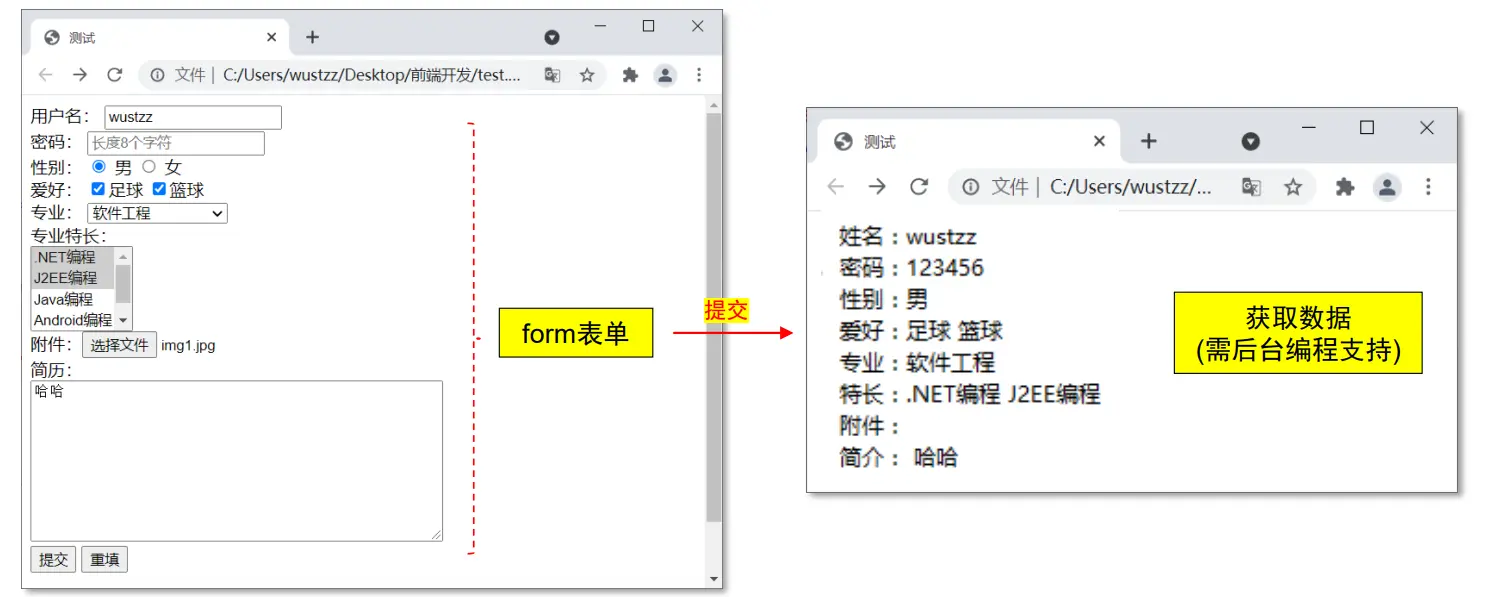 测试
文件 | C:/Users/wustzz/Desktop/前端开发/test....
用户名： wustzz
密码： 长度8个字符
性别： 男 女
爱好： 足球 篮球
专业： 软件工程
专业特长：
.NET编程
J2EE编程
Java编程
Android编程
附件： 选择文件 img1.jpg
简历：
哈哈
提交 重填
form表单
提交
测试
文件 | C:/Users/wustzz/...
姓名：wustzz
密码：123456
性别：男
爱好：足球 篮球
专业：软件工程
特长：.NET编程 J2EE编程
附件：
简介： 哈哈
获取数据
(需后台编程支持)